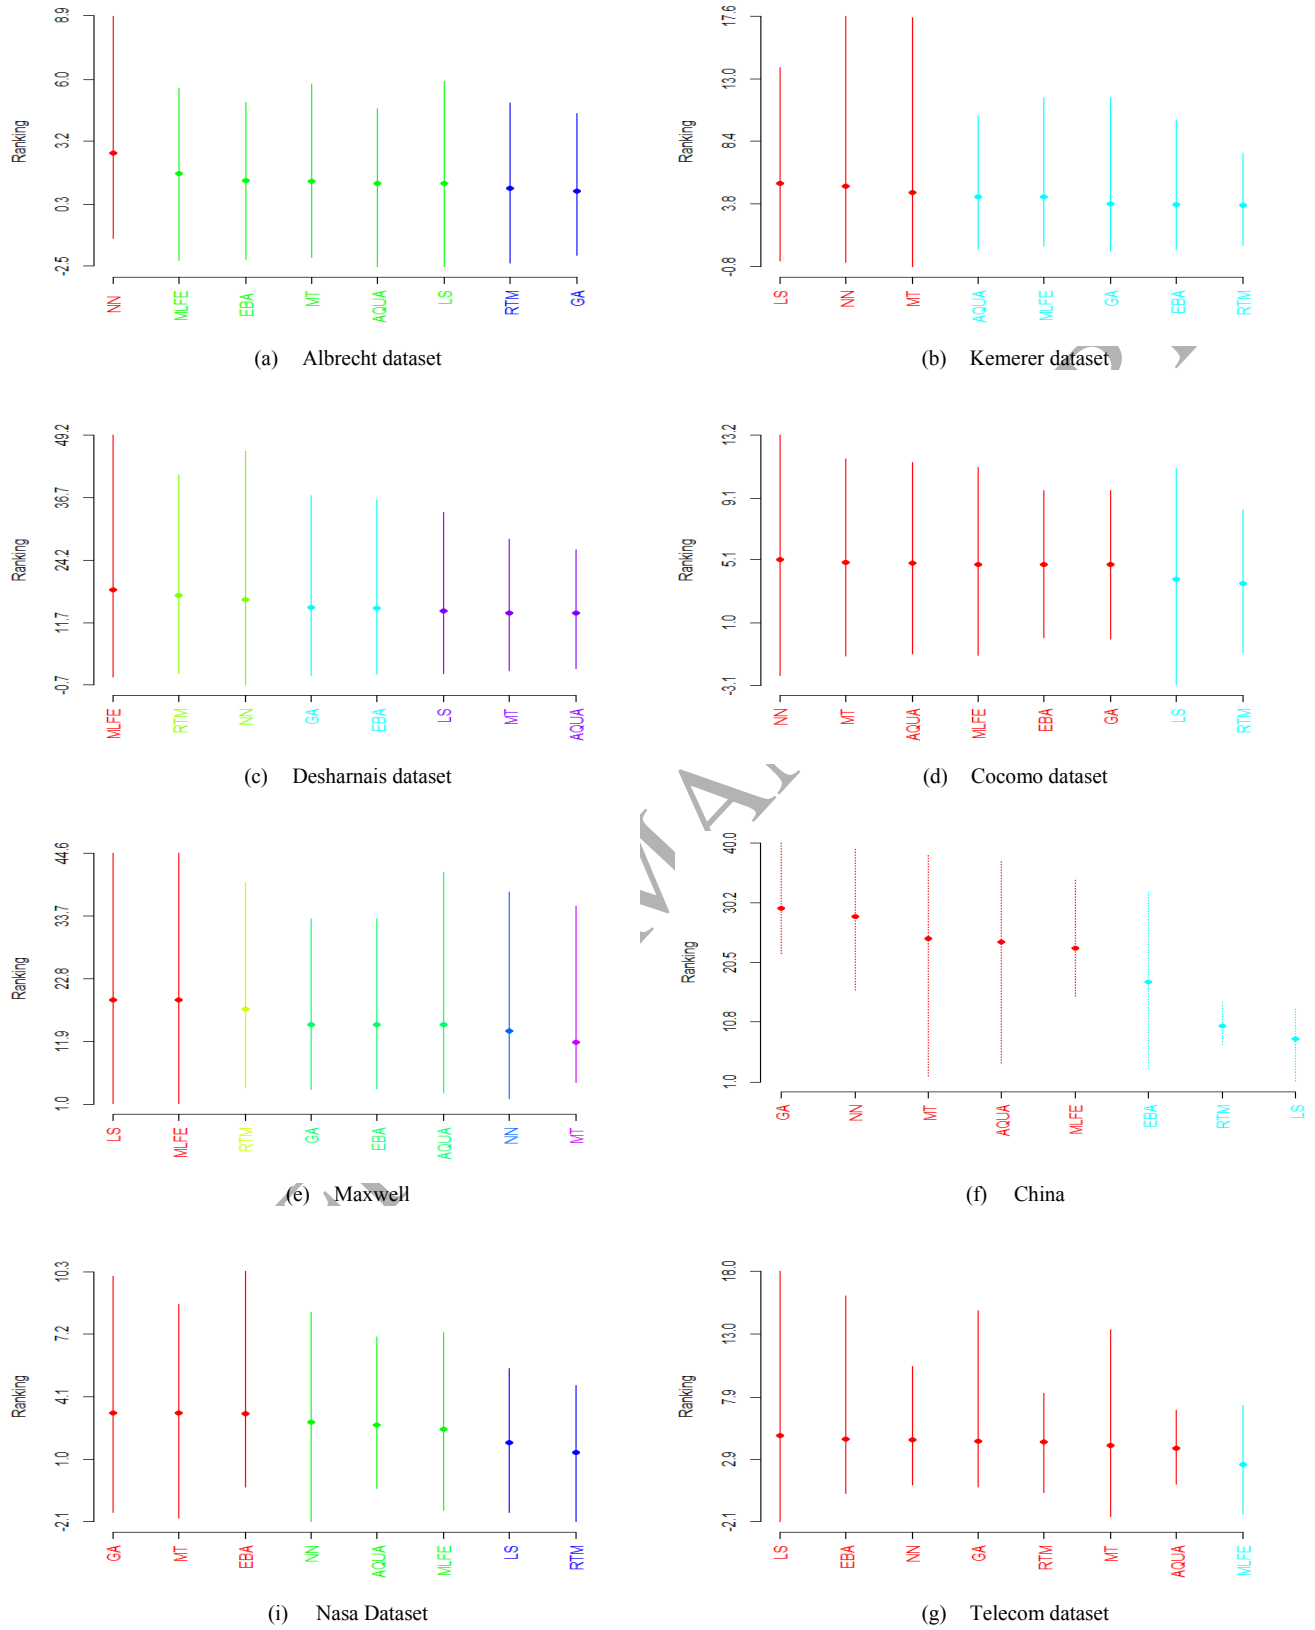 Ranking
8.9
6.0
3.2
0.3
-2.5
NN
MLFE
EBA
MT
AQUA
LS
RTM
GA
(a) Albrecht dataset
Ranking
17.6
13.0
8.4
3.8
-0.8
LS
NN
MT
AQUA
MLFE
GA
EBA
RTM
(b) Kemerer dataset
Ranking
49.2
36.7
24.2
11.7
-0.7
MLFE
RTM
NN
GA
EBA
LS
MT
AQUA
(c) Desharnais dataset
Ranking
13.2
9.1
5.1
1.0
-3.1
NN
MT
AQUA
MLFE
EBA
GA
LS
RTM
(d) Cocomo dataset
Ranking
44.6
33.7
22.8
11.9
1.0
LS
MLFE
RTM
GA
EBA
AQUA
NN
MT
(e) Maxwell
Ranking
40.0
30.2
20.5
10.8
1.0
GA
NN
MT
AQUA
MLFE
EBA
RTM
LS
(f) China
Ranking
10.3
7.2
4.1
1.0
-2.1
GA
MT
EBA
NN
AQUA
MLFE
LS
RTM
(i) Nasa Dataset
Ranking
18.0
13.0
7.9
2.9
-2.1
LS
EBA
NN
GA
RTM
MT
AQUA
MLFE
(g) Telecom dataset